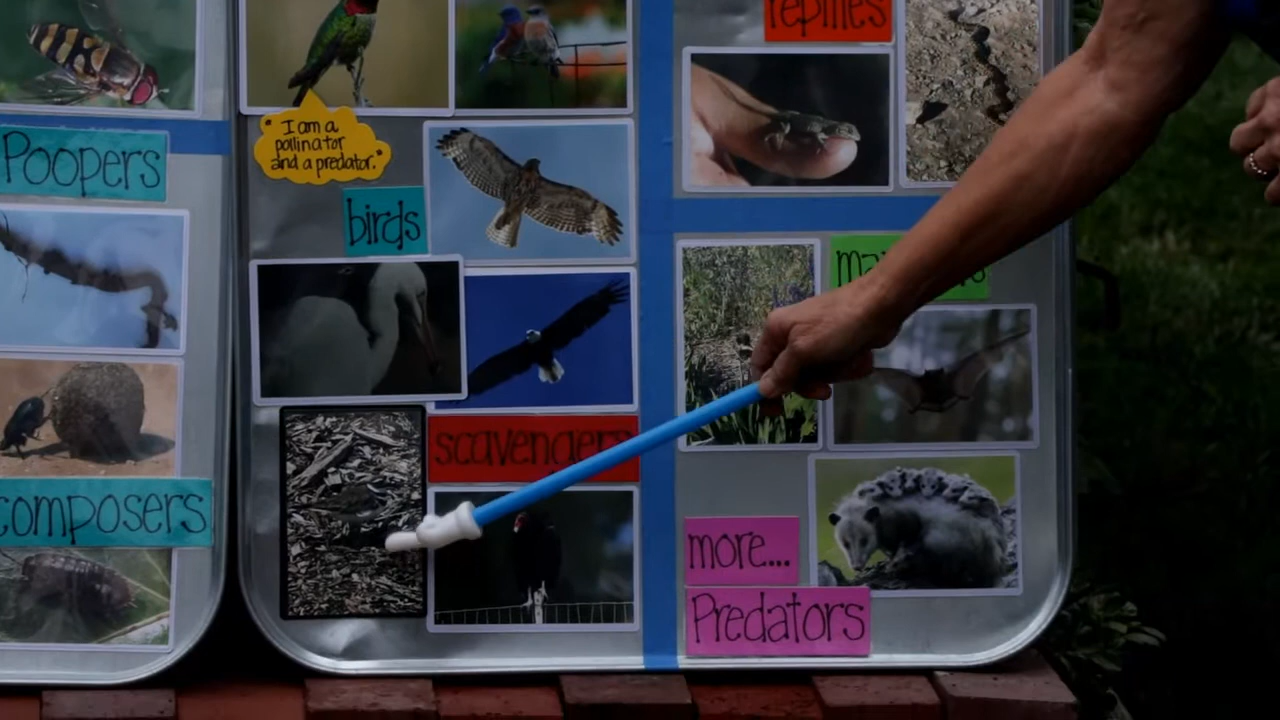 reptiles
I am a
pollinator
and a predator.
Poopers
birds
scavengers
composers
more...
Predators